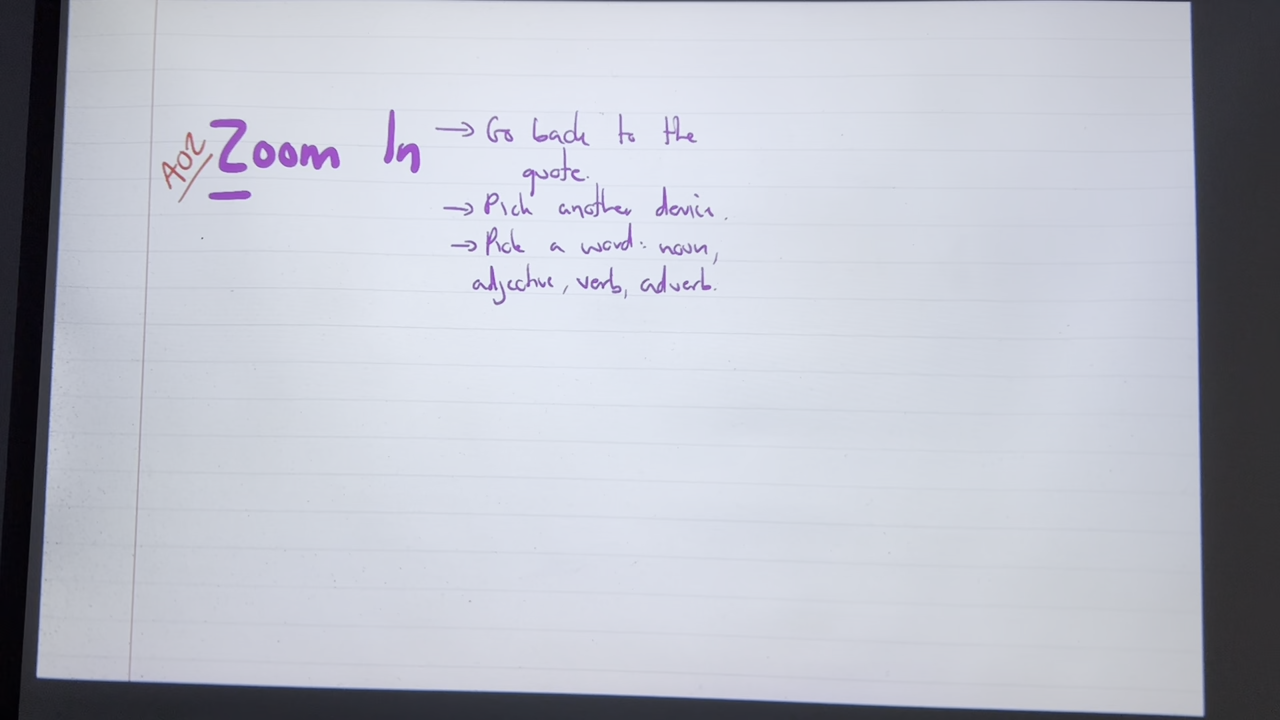 AO2
Zoom In → Go back to the
quote.
→ Pick another device.
→ Pick a word: noun,
adjective, verb, adverb.